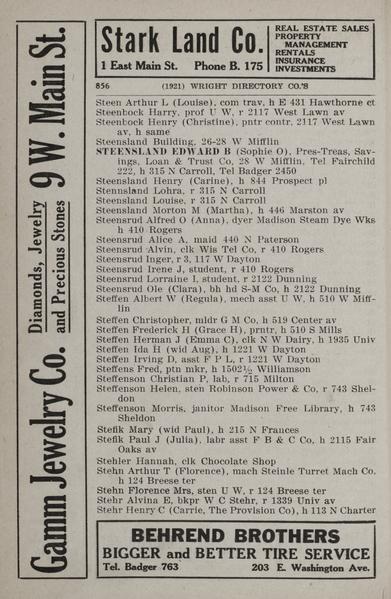 Stark Land Co.
1 East Main St. Phone B. 175
REAL ESTATE SALES
PROPERTY
MANAGEMENT
RENTALS
INSURANCE
INVESTMENTS
Gamm Jewelry Co. Diamonds, Jewelry and Precious Stones 9 W. Main St.
856 (1921) WRIGHT DIRECTORY CO.'S
Steen Arthur L (Louise), com trav, h E 431 Hawthorne ct
Steenbock Harry, prof U W, r 2117 West Lawn av
Steenbock Henry (Christine), pntr contr, 2117 West Lawn
av, h same
Steensland Building, 26-28 W Mifflin
STEENSLAND EDWARD B (Sophie O), Pres-Treas, Sav-
ings, Loan & Trust Co, 28 W Mifflin, Tel Fairchild
222, h 315 N Carroll, Tel Badger 2450
Steensland Henry (Carine), h 844 Prospect pl
Steensland Lohra, r 315 N Carroll
Steensland Louise, r 315 N Carroll
Steensland Morton M (Martha), h 446 Marston av
Steensrud Alfred O (Anna), dyer Madison Steam Dye Wks
h 410 Rogers
Steensrud Alice A, maid 440 N Paterson
Steensrud Alvin, clk Wis Tel Co, r 410 Rogers
Steensrud Inger, r 3, 117 W Dayton
Steensrud Irene J, student, r 410 Rogers
Steensrud Lorraine I, student, r 2122 Dunning
Steensrud Ole (Clara), bh hd S-M Co, h 2122 Dunning
Steffen Albert W (Regula), mech asst U W, h 510 W Miff-
lin
Steffen Christopher, mldr G M Co, h 519 Center av
Steffen Frederick H (Grace H), prntr, h 510 S Mills
Steffen Herman J (Emma C), clk N W Dairy, h 1935 Univ
Steffen Ida H (wid Aug), h 1221 W Dayton
Steffen Irving D, asst F P L, r 1221 W Dayton
Steffens Fred, ptn mkr, h 1502½ Williamson
Steffenson Christian P, lab, r 715 Milton
Steffenson Helen, sten Robinson Power & Co, r 743 Shel-
don
Steffenson Morris, janitor Madison Free Library, h 743
Sheldon
Stefik Mary (wid Paul), h 215 N Frances
Stefik Paul J (Julia), labr asst F B & C Co, h 2115 Fair
Oaks av
Stehler Hannah, clk Chocolate Shop
Stehn Arthur T (Florence), mach Steinle Turret Mach Co.
h 124 Breese ter
Stehn Florence Mrs, sten U W, r 124 Breese ter
Stehr Alvina E, bkpr W C Stehr, r 1339 Univ av
Stehr Henry C (Carrie, The Provision Co), h 113 N Charter
BEHREND BROTHERS
BIGGER and BETTER TIRE SERVICE
Tel. Badger 763 203 E. Washington Ave.